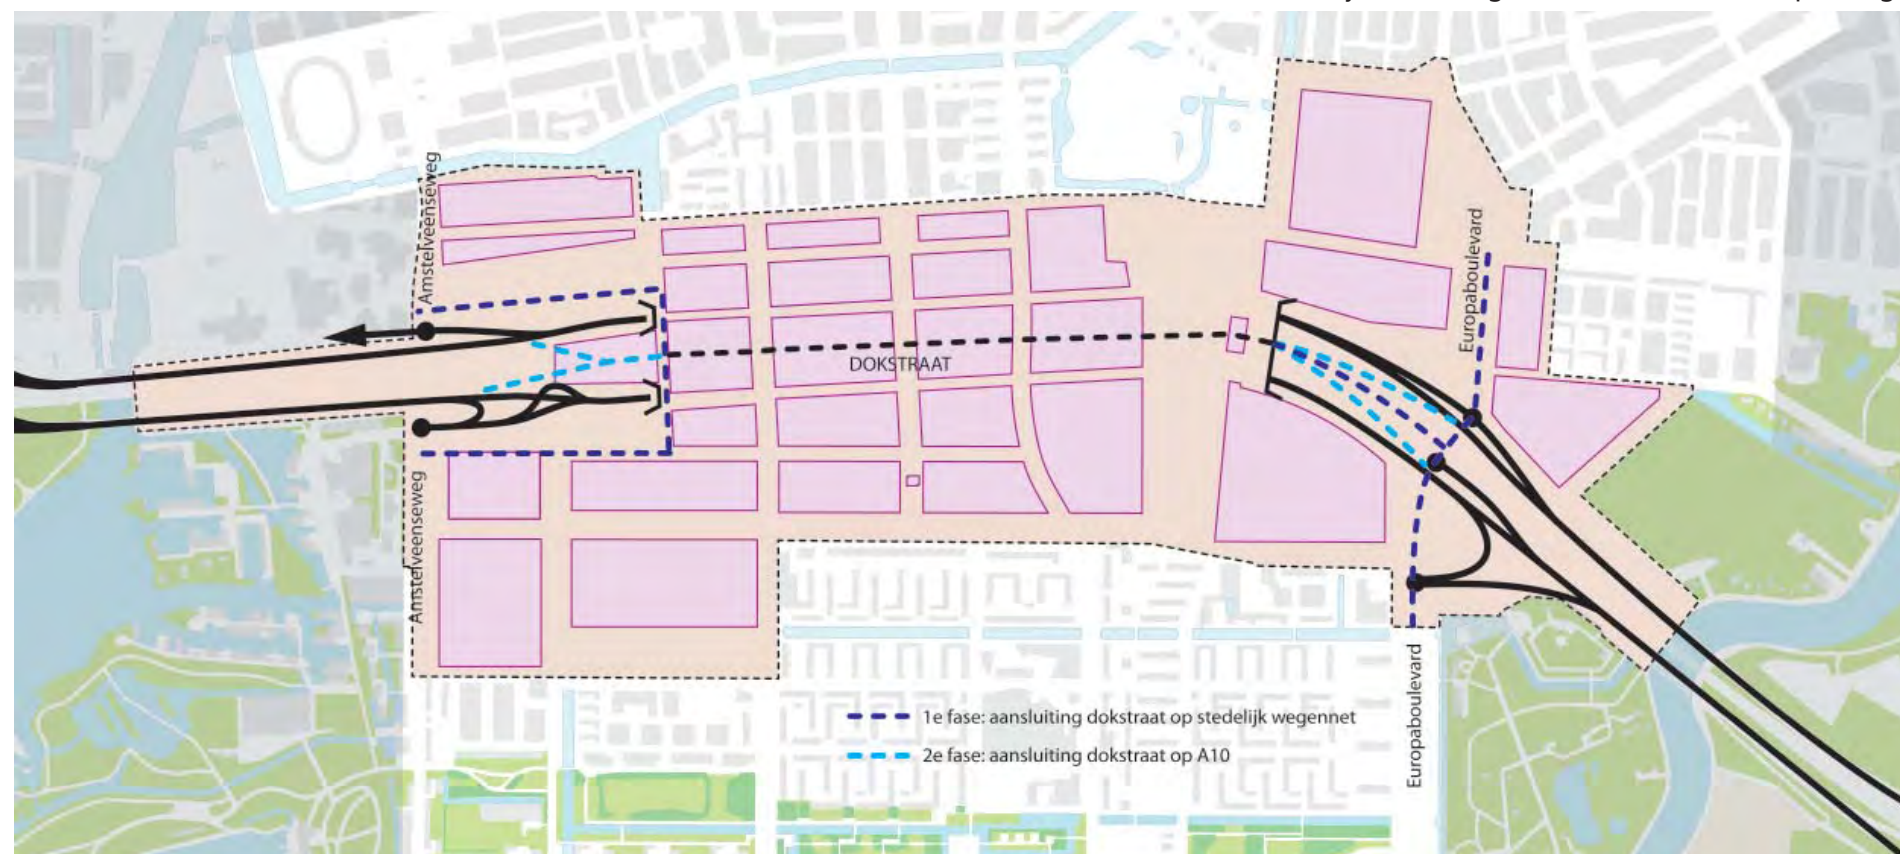 Amstelveenseweg
Europaboulevard
DOKSTRAAT
Amstelveenseweg
Europaboulevard
1e fase: aansluiting dokstraat op stedelijk wegennet
2e fase: aansluiting dokstraat op A10